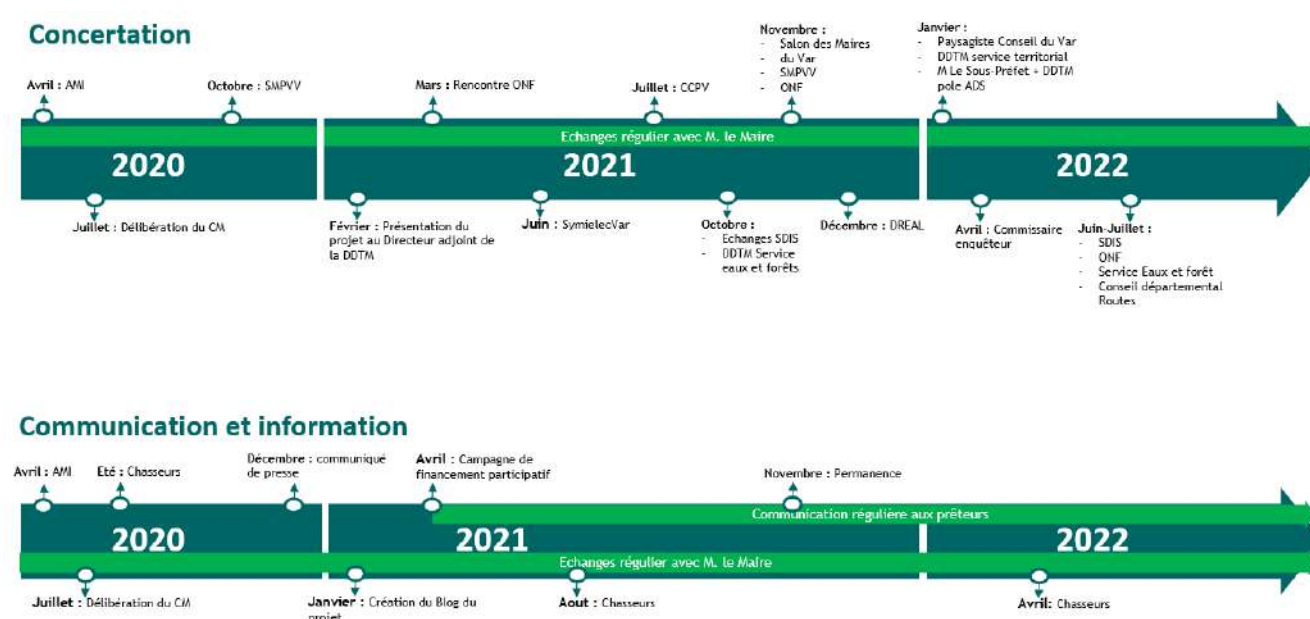 Concertation
Novembre :
- Salon des Maires
- du Var
- SMPVV
- ONF
Janvier :
- Paysagiste Conseil du Var
- DDTM service territorial
- M Le Sous-Préfet + DDTM
pole ADS
Avril : AMI
Octobre : SMPVV
Mars : Rencontre ONF
Juillet : CCPV
Echanges régulier avec M. le Maire
2020
2021
2022
Juillet : Délibération du CM
Février : Présentation du
projet au Directeur adjoint de
la DDTM
Juin : SymielecVar
Octobre :
- Echanges SDIS
- DDTM Service
eaux et forêts
Décembre : DREAL
Avril : Commissaire
enquêteur
Juin-Juillet :
- SDIS
- ONF
- Service Eaux et forêt
- Conseil départemental
Routes
Communication et information
Avril : AMI
Eté : Chasseurs
Décembre : communiqué
de presse
Avril : Campagne de
financement participatif
Novembre : Permanence
Communication régulière aux prêteurs
2020
2021
2022
Echanges régulier avec M. le Maire
Juillet : Délibération du CM
Janvier : Création du Blog du
projet
Aout : Chasseurs
Avril: Chasseurs